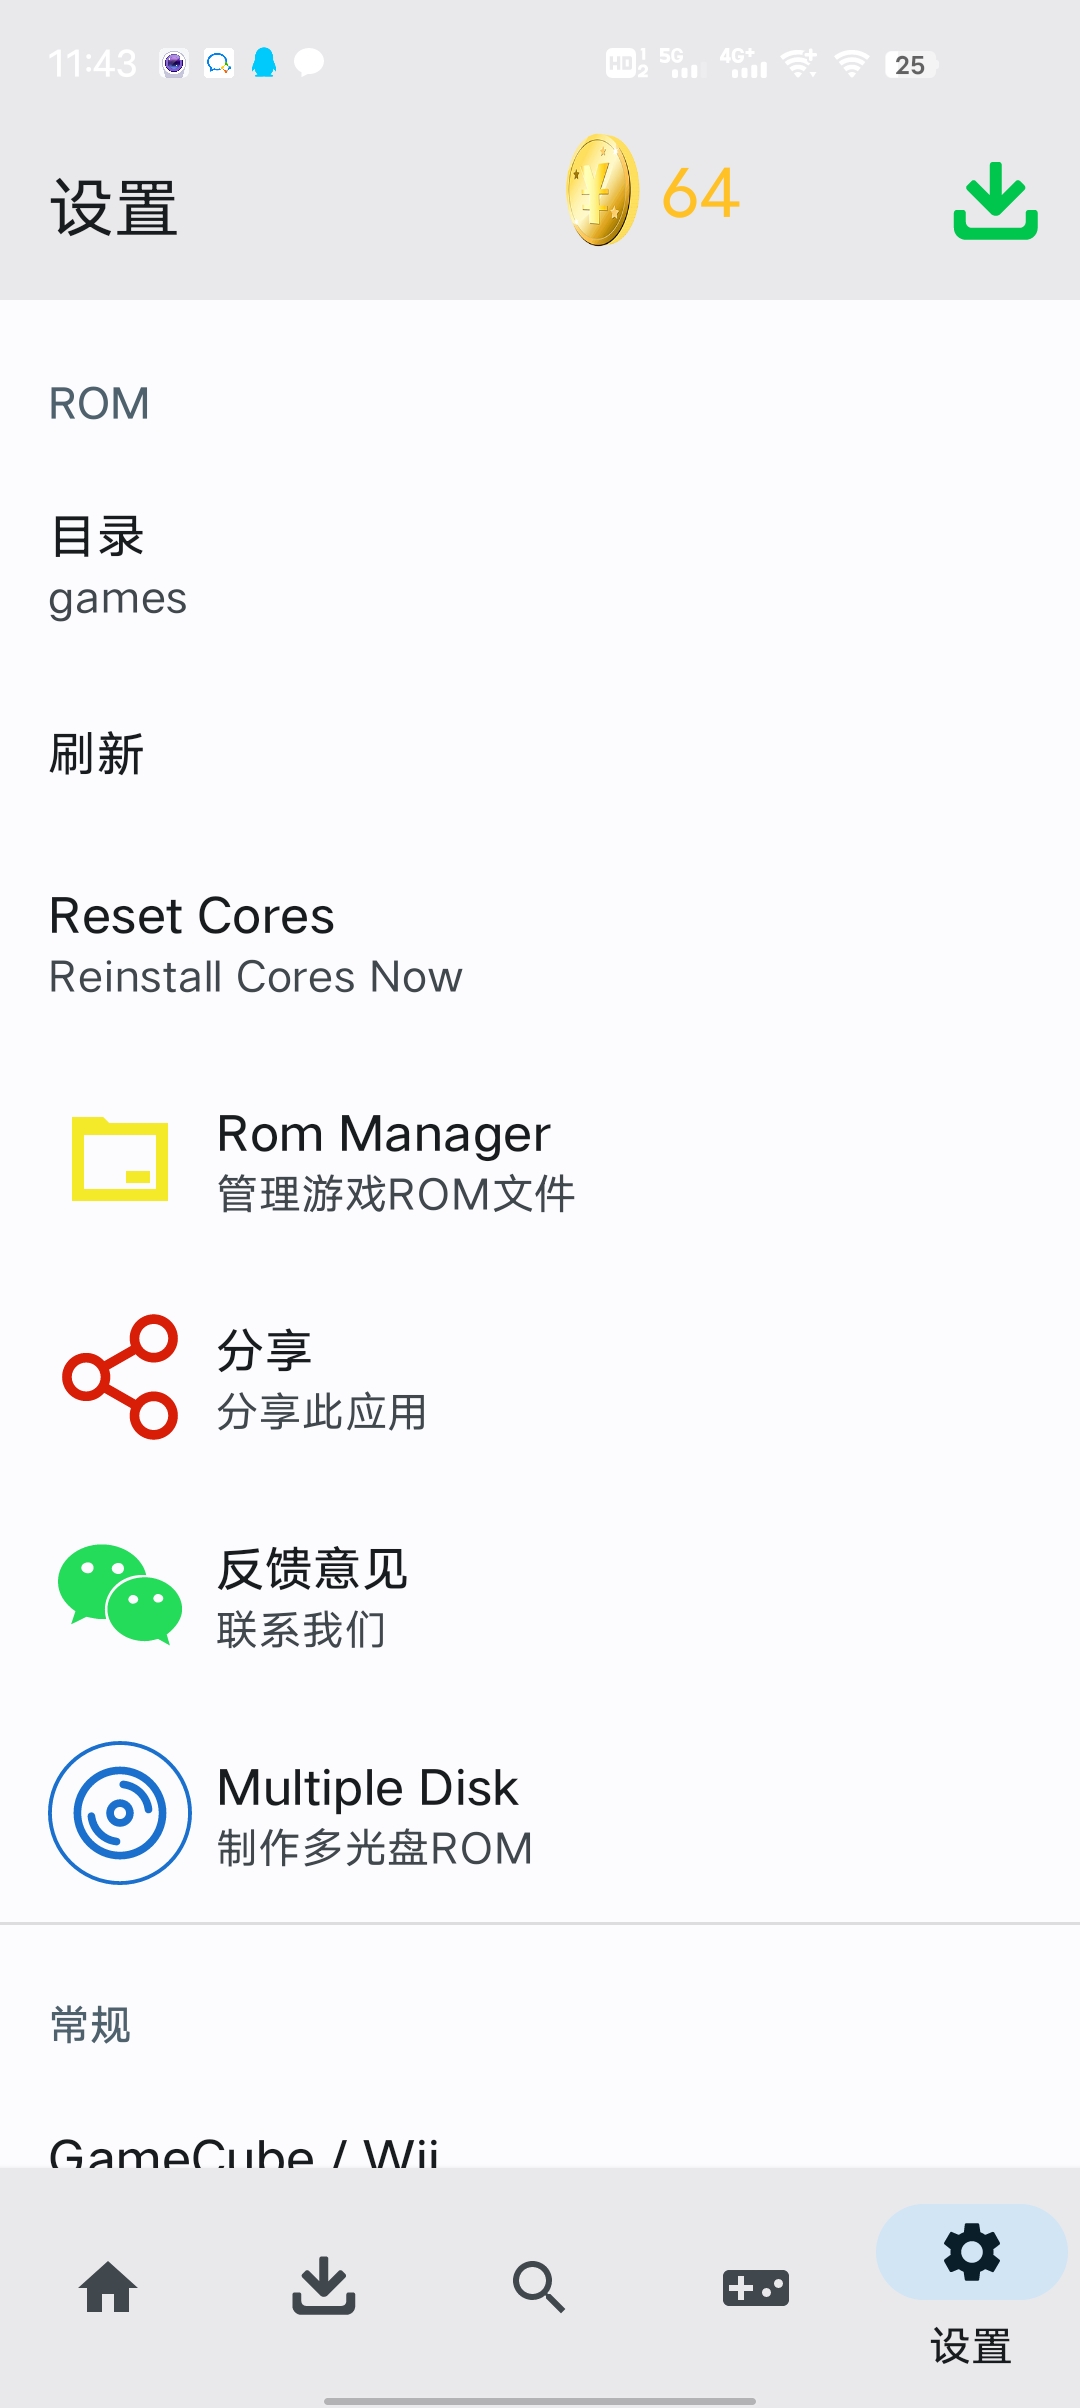 11:43
HD 1 2 5G 4G+ 25
设置
¥ 64
ROM
目录
games
刷新
Reset Cores
Reinstall Cores Now
Rom Manager
管理游戏ROM文件
分享
分享此应用
反馈意见
联系我们
Multiple Disk
制作多光盘ROM
常规
GameCube / Wii
设置